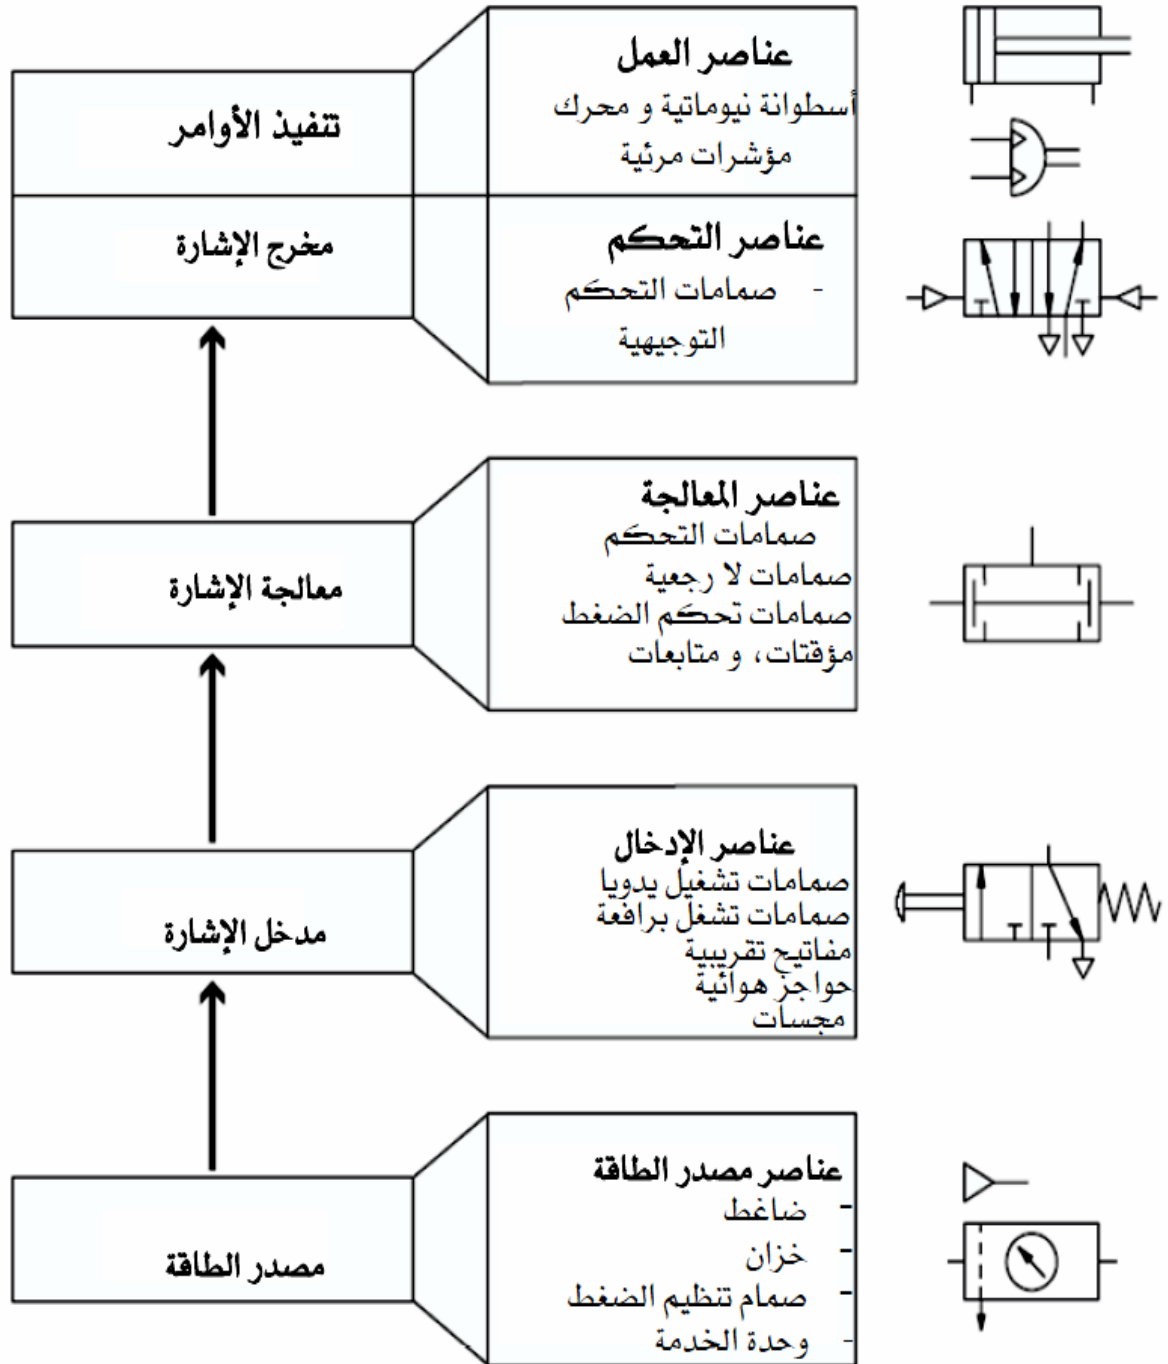 تنفيذ الأوامر
عناصر العمل
أسطوانة نيوماتية و محرك
مؤشرات مرئية
مخرج الإشارة
عناصر التحكم
- صمامات التحكم
التوجيهية
معالجة الإشارة
عناصر المعالجة
صمامات التحكم
صمامات لا رجعية
صمامات تحكم الضغط
مؤقتات، و متابعات
مدخل الإشارة
عناصر الإدخال
صمامات تشغيل يدويا
صمامات تشغل برافعة
مفاتيح تقريبية
حواجز هوائية
مجسات
مصدر الطاقة
عناصر مصدر الطاقة
- ضاغط
- خزان
- صمام تنظيم الضغط
- وحدة الخدمة